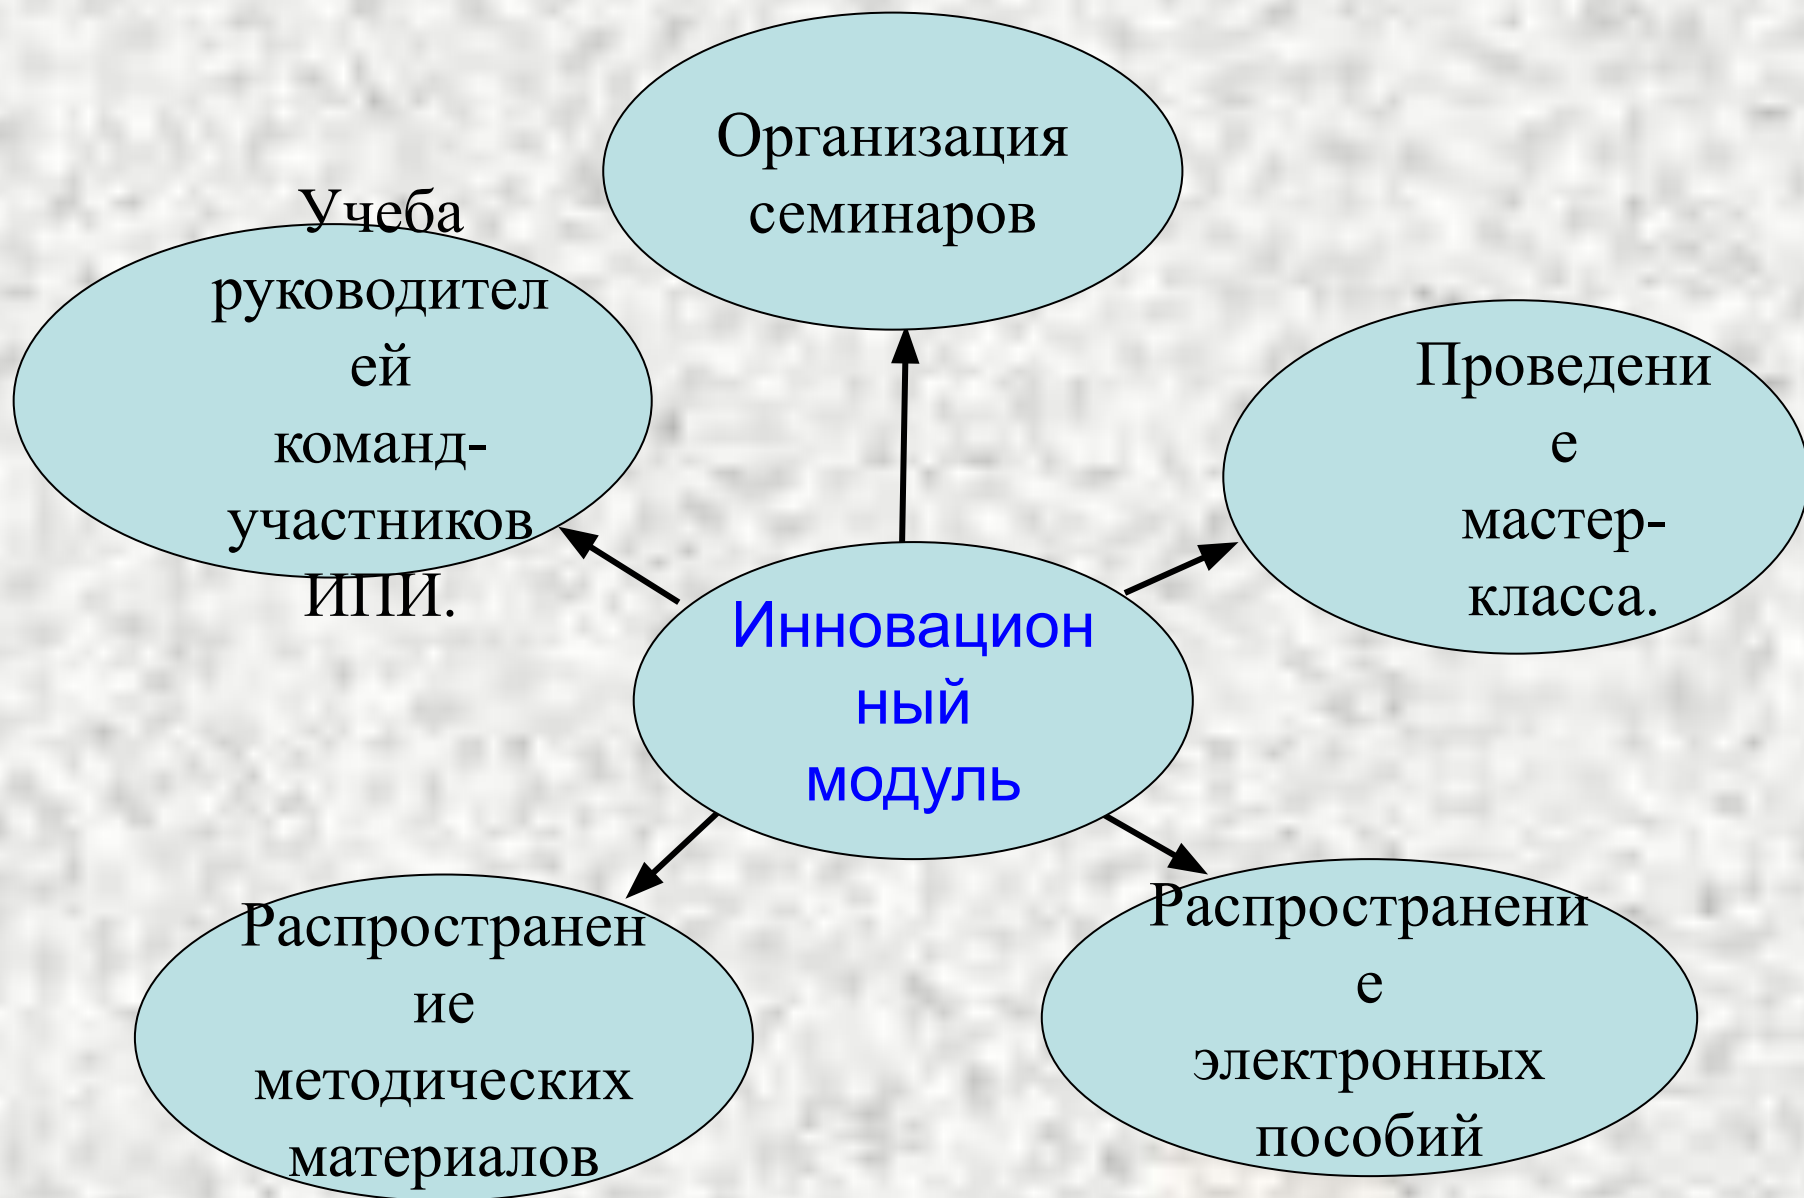 Организация
семинаров
Учеба
руководител
ей
команд-
участников
ИПИ.
Проведени
е
мастер-
класса.
Инновацион
ный
модуль
Распространен
ие
методических
материалов
Распространени
е
электронных
пособий